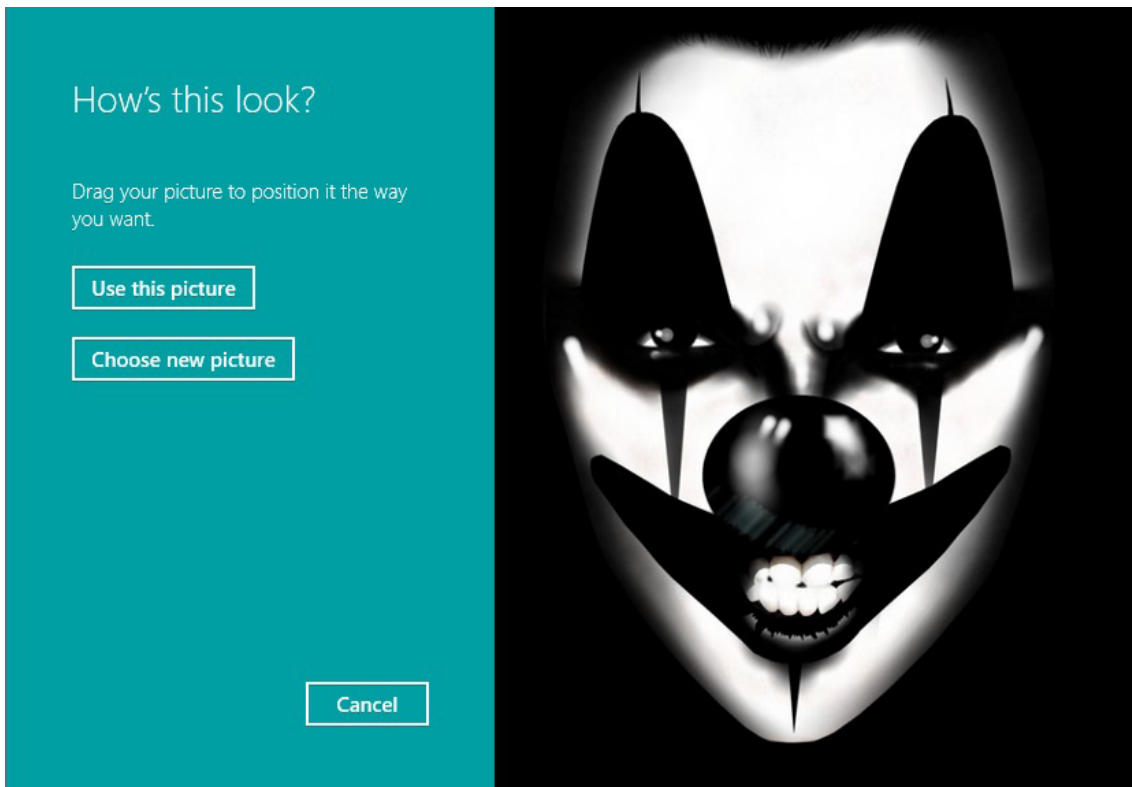 How's this look?
Drag your picture to position it the way
you want.
Use this picture
Choose new picture
Cancel